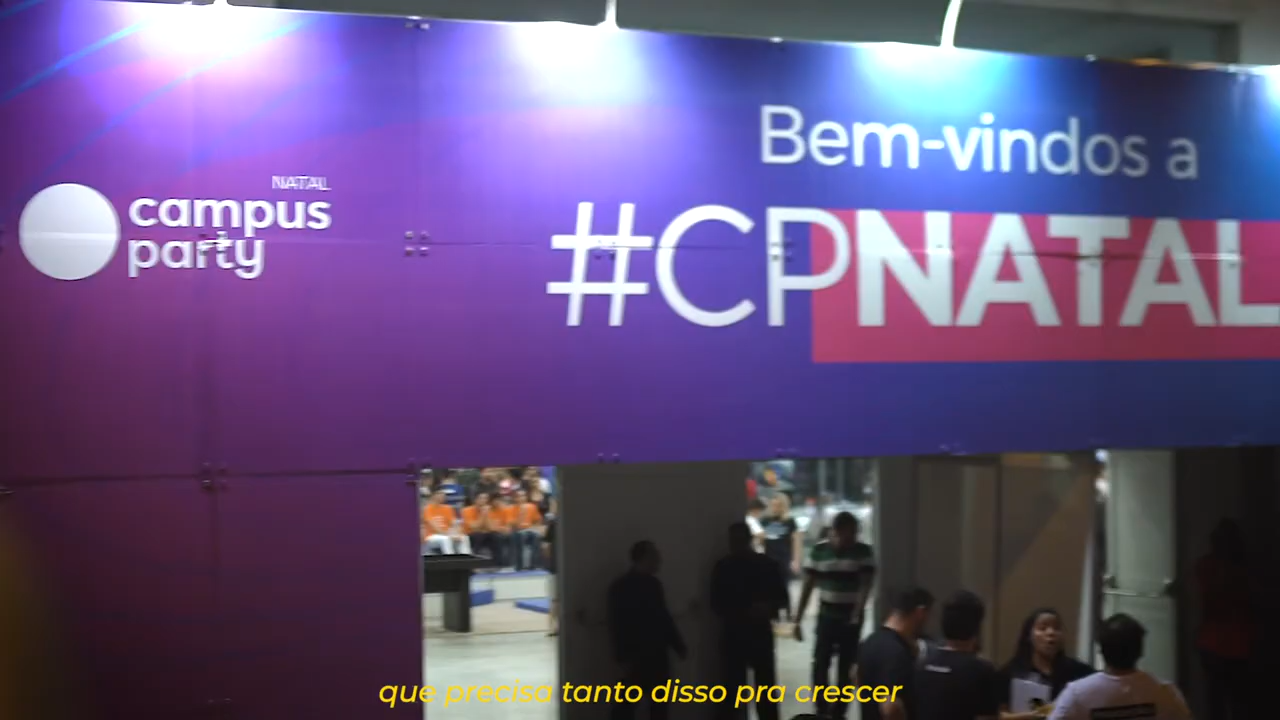 NATAL
campus
party
Bem-vindos a
#CPNATAL
que precisa tanto disso pra crescer